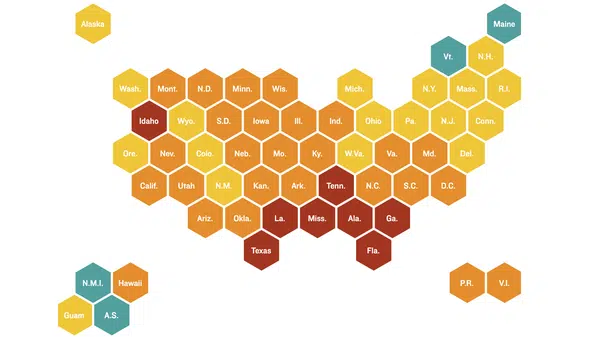 Alaska
Maine
Vt.
N.H.
Wash.
Mont.
N.D.
Minn.
Wis.
Mich.
N.Y.
Mass.
R.I.
Idaho
Wyo.
S.D.
Iowa
Ill.
Ind.
Ohio
Pa.
N.J.
Conn.
Ore.
Nev.
Colo.
Neb.
Mo.
Ky.
W.Va.
Va.
Md.
Del.
Calif.
Utah
N.M.
Kan.
Ark.
Tenn.
N.C.
S.C.
D.C.
Ariz.
Okla.
La.
Miss.
Ala.
Ga.
Texas
Fla.
N.M.I.
Hawaii
P.R.
V.I.
Guam
A.S.